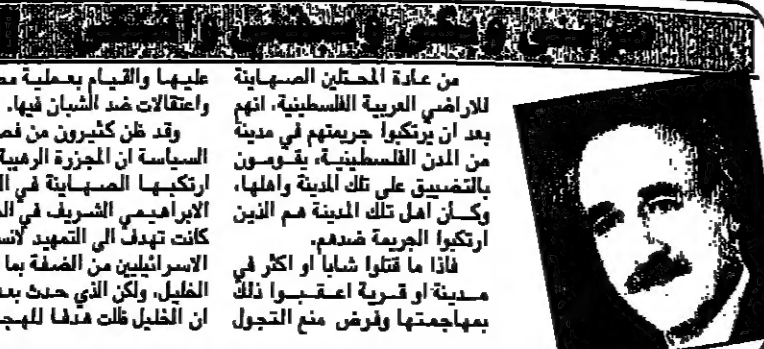 من عادة المحتلين الصهاينة
للاراضي العربية الفلسطينية، انهم
بعد ان يرتكبوا جريمتهم في مدينة
من المدن الفلسطينية، يقومون
بالتضييق على تلك المدينة واهلها،
وكأن اهل تلك المدينة هم الذين
ارتكبوا الجريمة ضدهم.
فاذا ما قتلوا شابا او اكثر في
مدينة او قرية اعقبوا ذلك
بمهاجمتها وفرض منع التجول
عليها والقيام بعملية
واعتقالات ضد الشبان فيها.
وقد ظن كثيرون من
السياسة ان المجزرة الرهيبة
ارتكبها الصهاينة في
الابراهيمي الشريف في
كانت تهدف الى التمهيد
الاسرائيليين من الضفة بما
الخليل، ولكن الذي حدث
ان الخليل ظلت هدفا